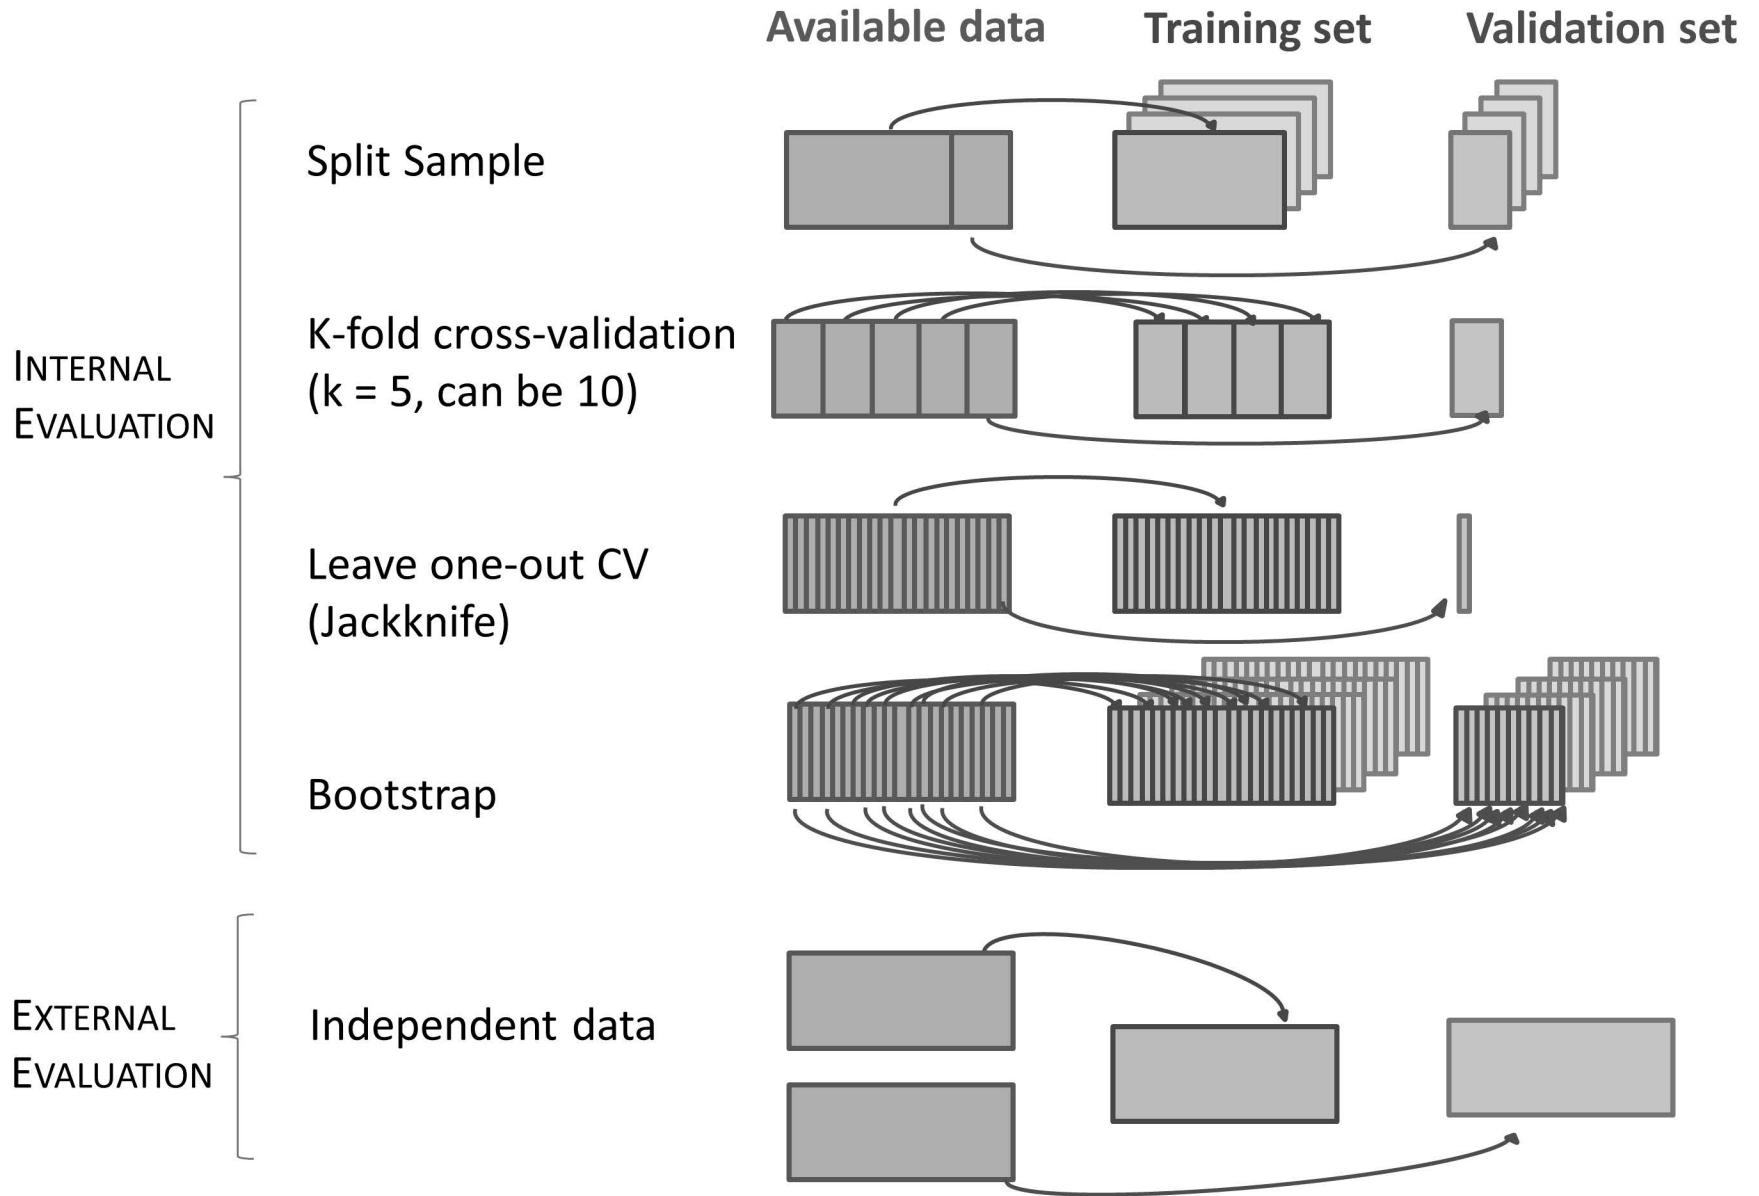 Available data Training set Validation set
Split Sample
K-fold cross-validation
(k = 5, can be 10)
INTERNAL
EVALUATION
Leave one-out CV
(Jackknife)
Bootstrap
EXTERNAL
EVALUATION
Independent data